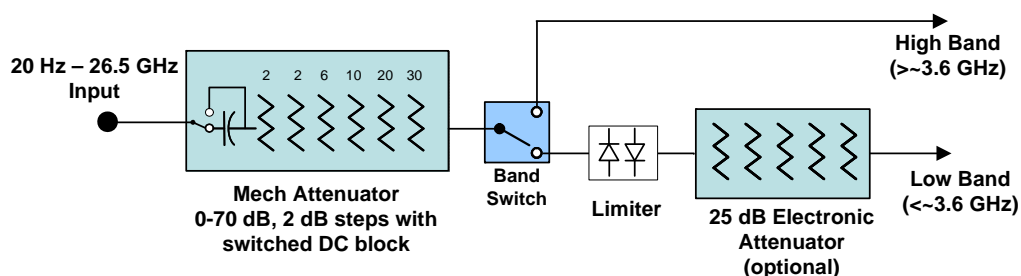 20 Hz – 26.5 GHz
Input
2 2 6 10 20 30
Mech Attenuator
0-70 dB, 2 dB steps with
switched DC block
Band
Switch
Limiter
25 dB Electronic
Attenuator
(optional)
High Band
(>~3.6 GHz)
Low Band
(<~3.6 GHz)